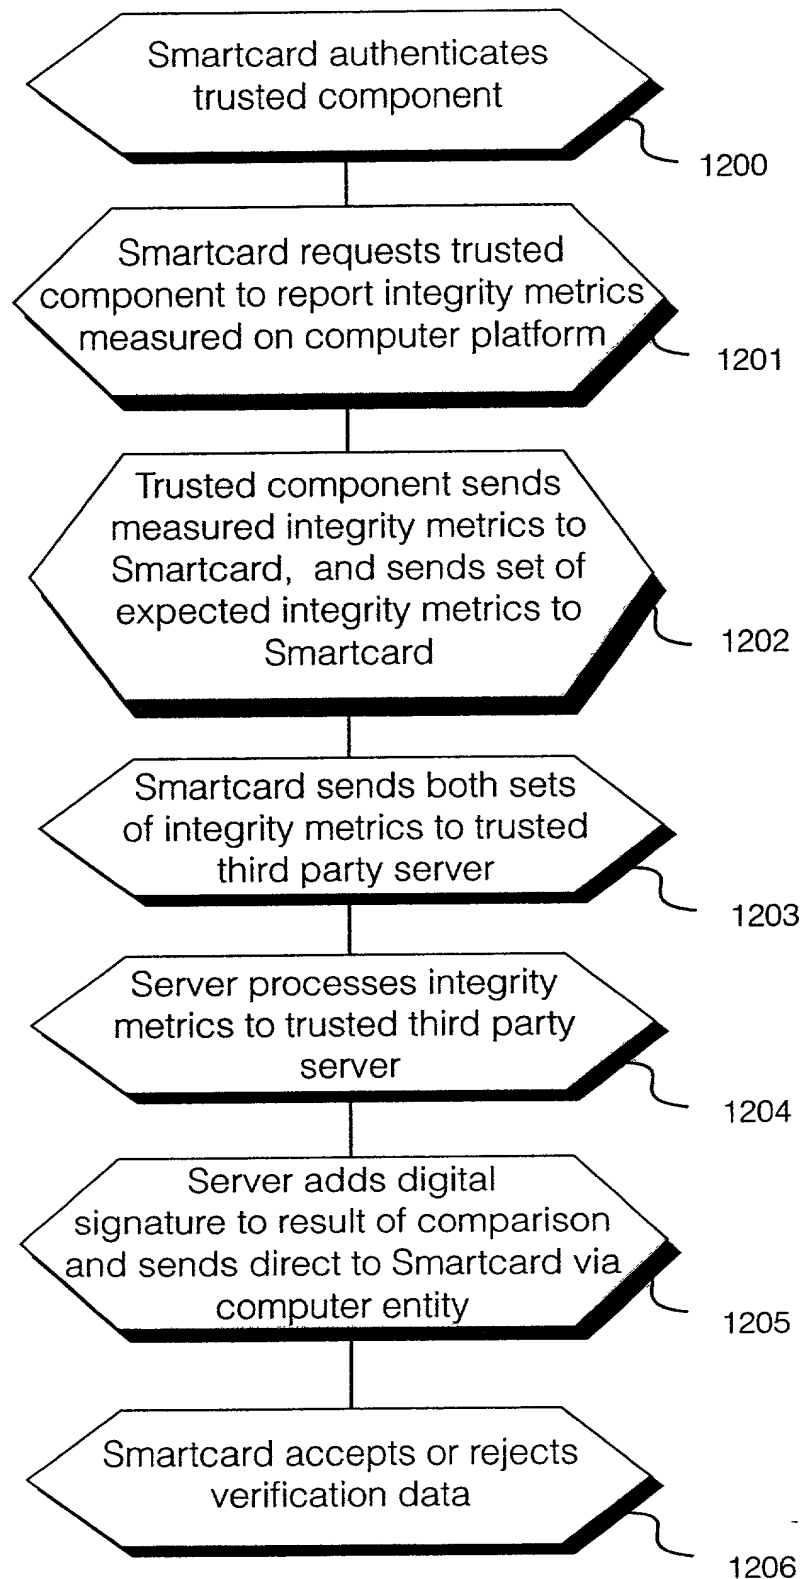 Smartcard authenticates
trusted component
1200
Smartcard requests trusted
component to report integrity metrics
measured on computer platform
1201
Trusted component sends
measured integrity metrics to
Smartcard, and sends set of
expected integrity metrics to
Smartcard
1202
Smartcard sends both sets
of integrity metrics to trusted
third party server
1203
Server processes integrity
metrics to trusted third party
server
1204
Server adds digital
signature to result of comparison
and sends direct to Smartcard via
computer entity
1205
Smartcard accepts or rejects
verification data
1206